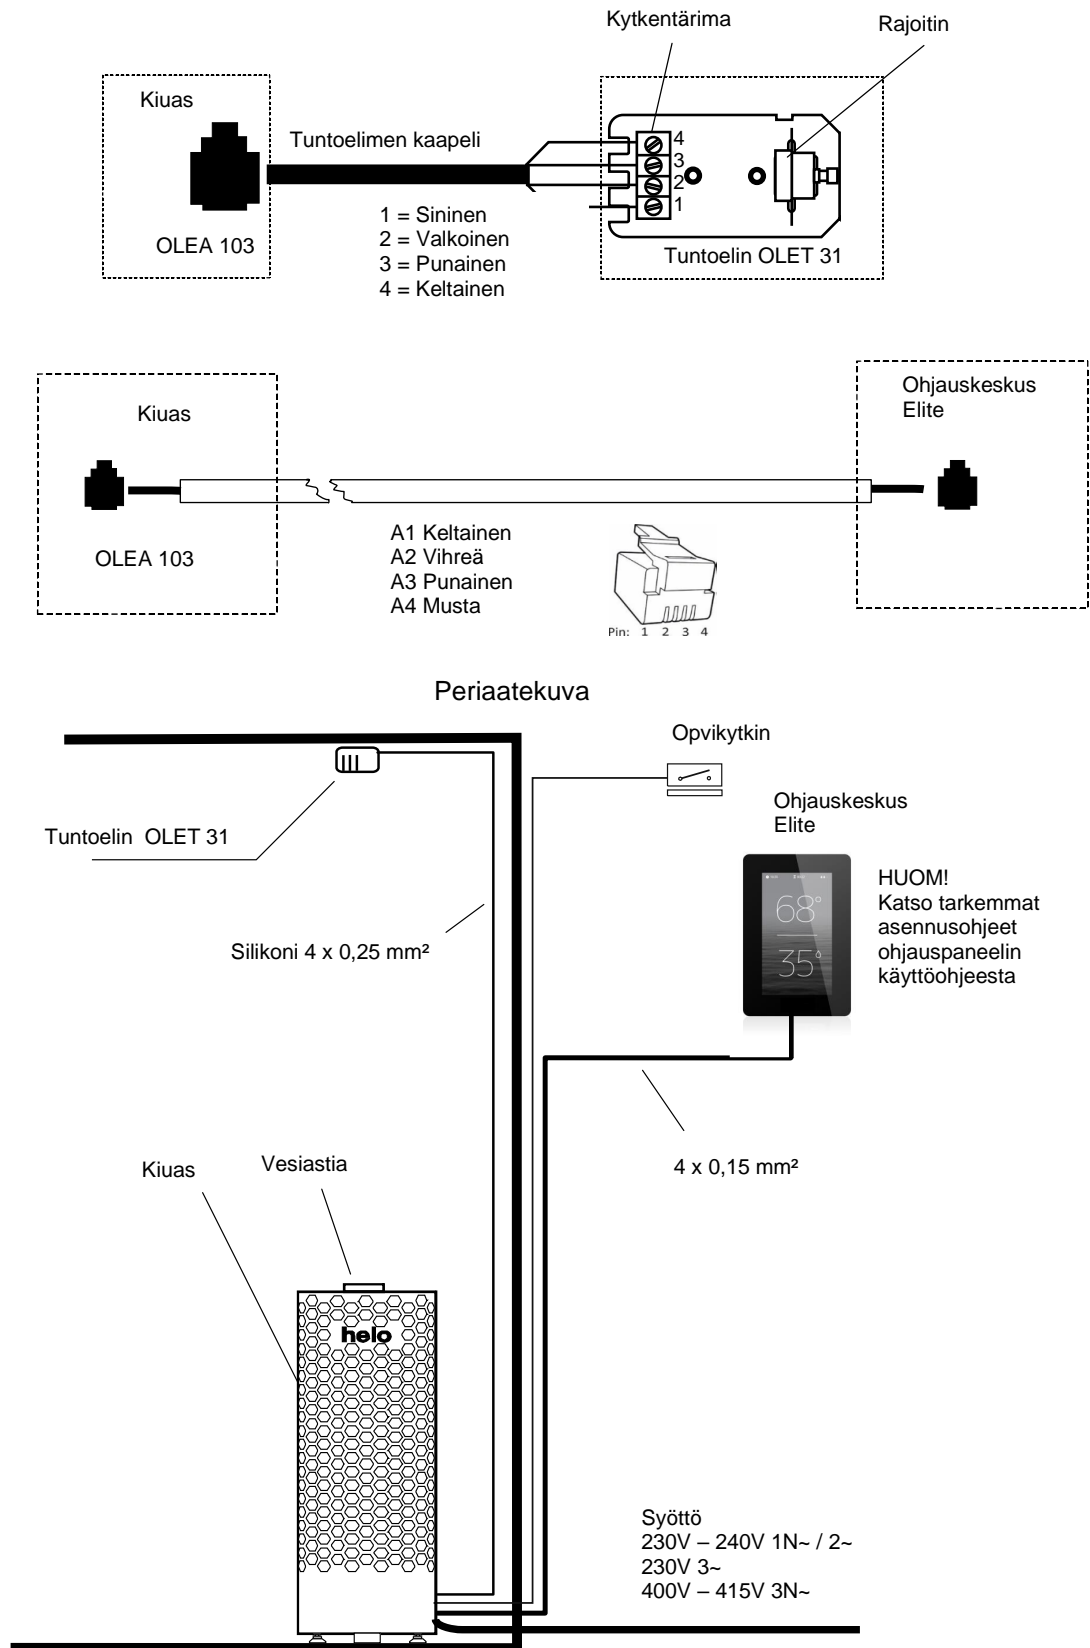 Kytkentärima
Rajoitin
Kiuas
Tuntoelimen kaapeli
4
3
2
1
OLEA 103
1 = Sininen
2 = Valkoinen
3 = Punainen
4 = Keltainen
Tuntoelin OLET 31
Kiuas
Ohjauskeskus
Elite
OLEA 103
A1 Keltainen
A2 Vihreä
A3 Punainen
A4 Musta
Pin: 1 2 3 4
Periaatekuva
Opvikytkin
Tuntoelin OLET 31
Ohjauskeskus
Elite
68°
35°
HUOM!
Katso tarkemmat
asennusohjeet
ohjauspaneelin
käyttöohjeesta
Silikoni 4 x 0,25 mm²
4 x 0,15 mm²
Kiuas
Vesiastia
helo
Syöttö
230V – 240V 1N~ / 2~
230V 3~
400V – 415V 3N~